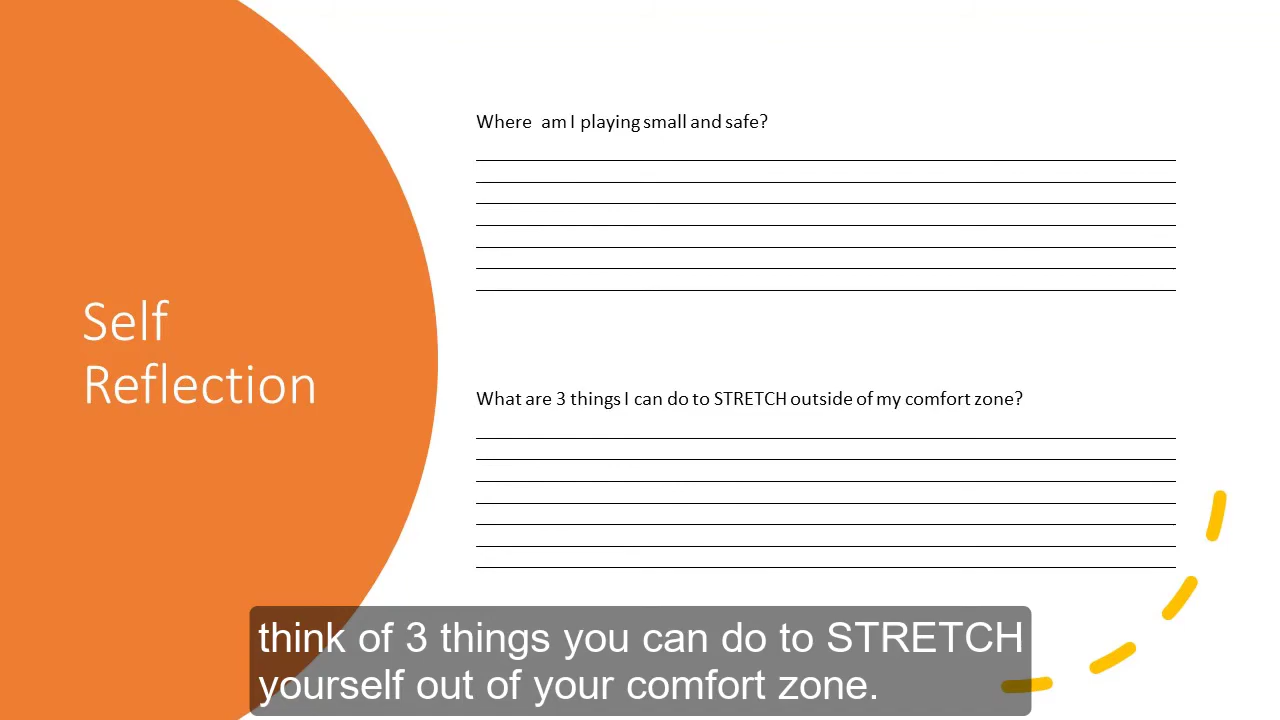 Self
Reflection
Where am I playing small and safe?
What are 3 things I can do to STRETCH outside of my comfort zone?
think of 3 things you can do to STRETCH
yourself out of your comfort zone.